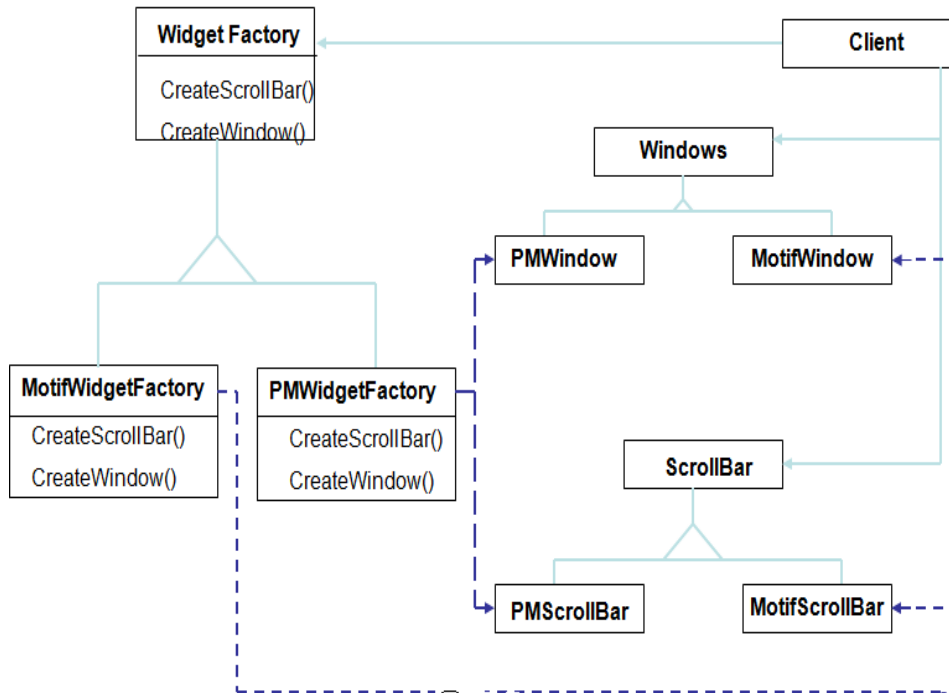 Widget Factory
CreateScrollBar()
CreateWindow()
Client
Windows
PMWindow
MotifWindow
MotifWidgetFactory
CreateScrollBar()
CreateWindow()
PMWidgetFactory
CreateScrollBar()
CreateWindow()
ScrollBar
PMScrollBar
MotifScrollBar